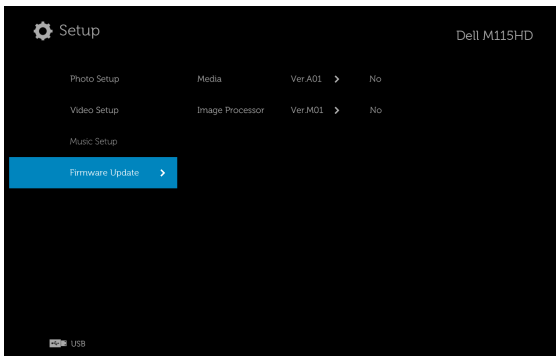 Setup
Dell M115HD
Photo Setup Media Ver.A01 > No
Video Setup Image Processor Ver.M01 > No
Music Setup
Firmware Update >
USB